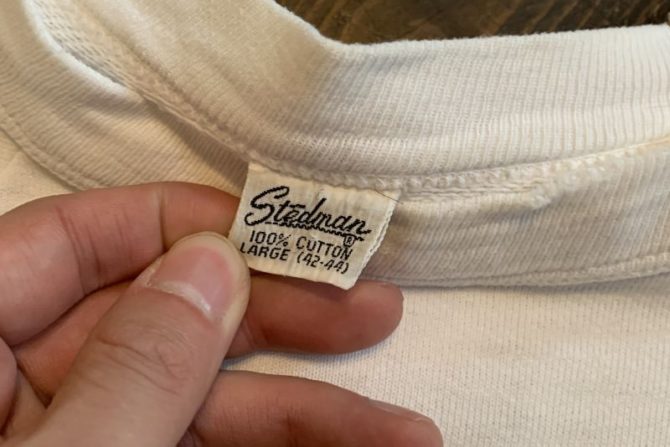 Stedman
®
100% COTTON
LARGE (42-44)